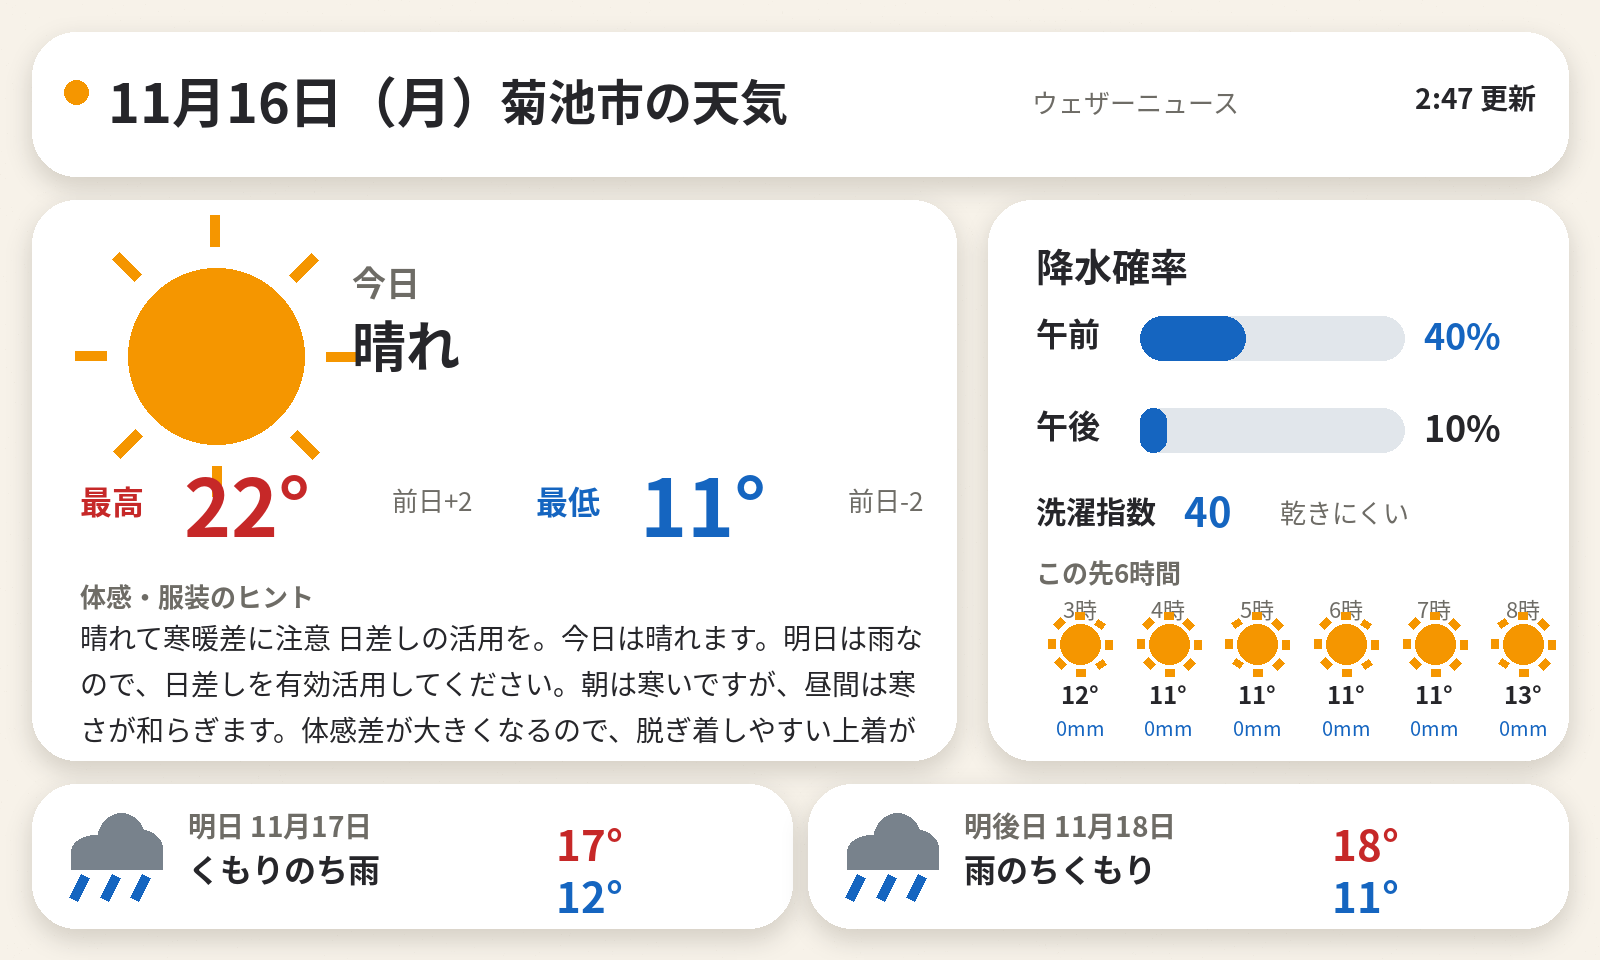 11月16日（月）菊池市の天気
ウェザーニュース
2:47 更新
今日
晴れ
最高 22° 前日+2 最低 11° 前日-2
体感・服装のヒント
晴れて寒暖差に注意 日差しの活用を。今日は晴れます。明日は雨な
ので、日差しを有効活用してください。朝は寒いですが、昼間は寒
さが和らぎます。体感差が大きくなるので、脱ぎ着しやすい上着が
降水確率
午前 40%
午後 10%
洗濯指数 40 乾きにくい
この先6時間
3時 4時 5時 6時 7時 8時
12° 11° 11° 11° 11° 13°
0mm 0mm 0mm 0mm 0mm 0mm
明日 11月17日
くもりのち雨
17°
12°
明後日 11月18日
雨のちくもり
18°
11°